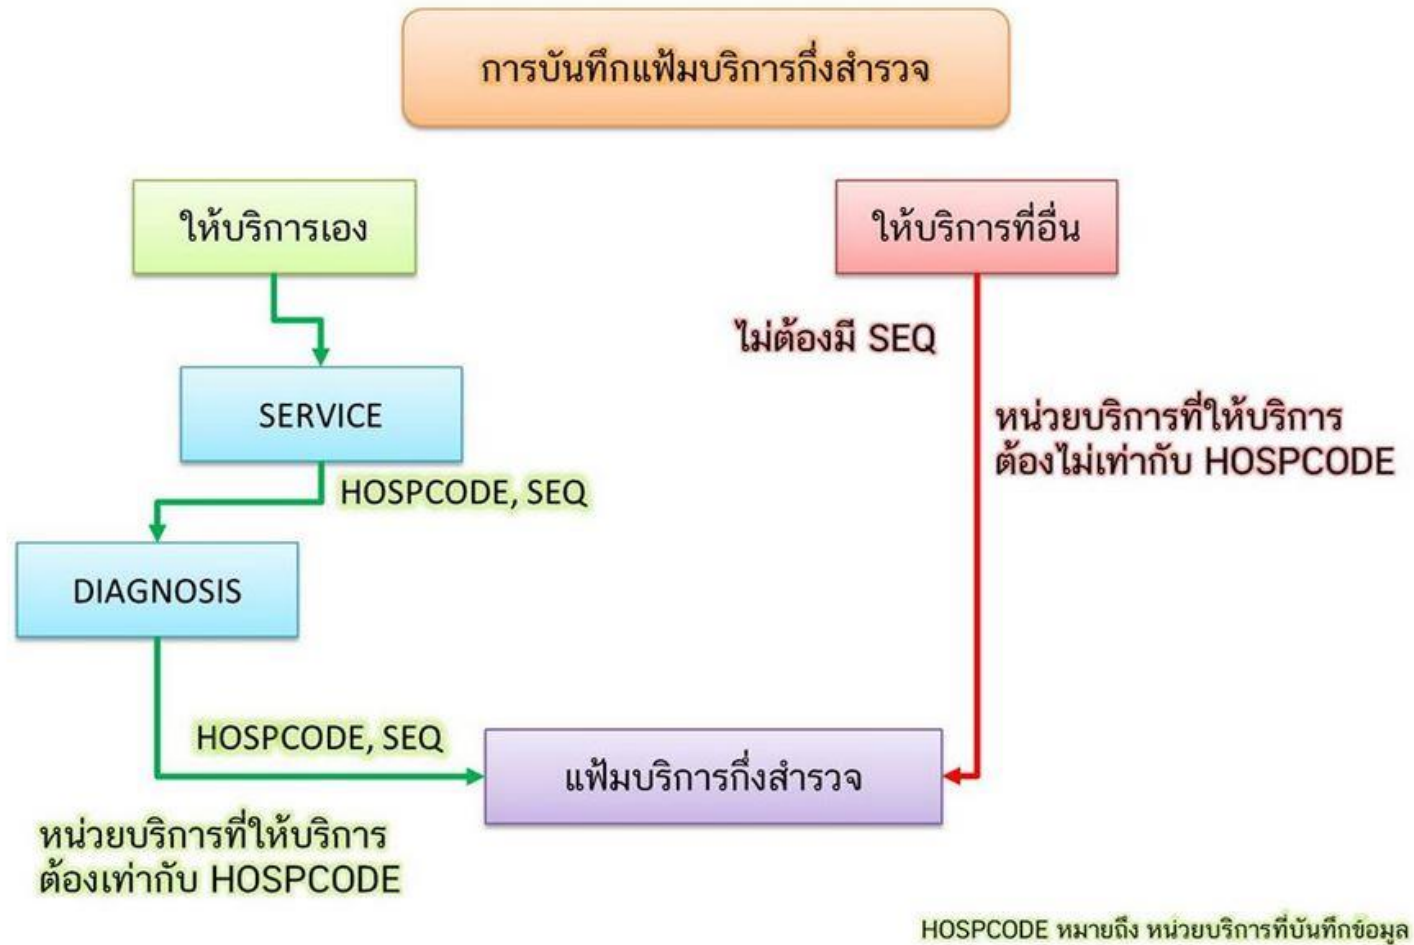 การบันทึกแฟ้มบริการกึ่งสำรวจ
ให้บริการเอง
ให้บริการที่อื่น
ไม่ต้องมี SEQ
SERVICE
หน่วยบริการที่ให้บริการ
ต้องไม่เท่ากับ HOSPCODE
HOSPCODE, SEQ
DIAGNOSIS
HOSPCODE, SEQ
แฟ้มบริการกึ่งสำรวจ
หน่วยบริการที่ให้บริการ
ต้องเท่ากับ HOSPCODE
HOSPCODE หมายถึง หน่วยบริการที่บันทึกข้อมูล